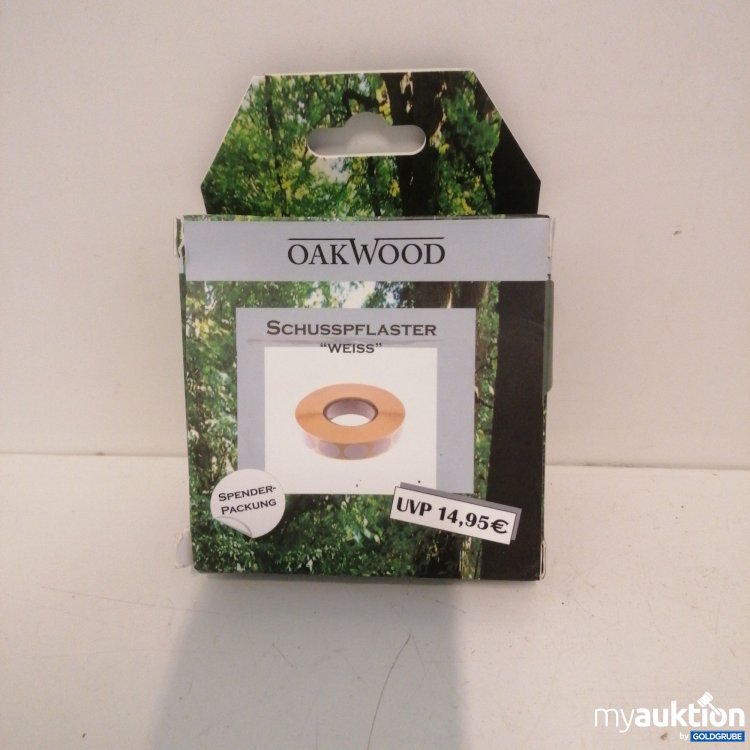 OAKWOOD
SCHUSSPFLASTER
"WEISS"
SPENDER-
PACKUNG
UVP 14,95€
myauktion
by GOLDGRUBE